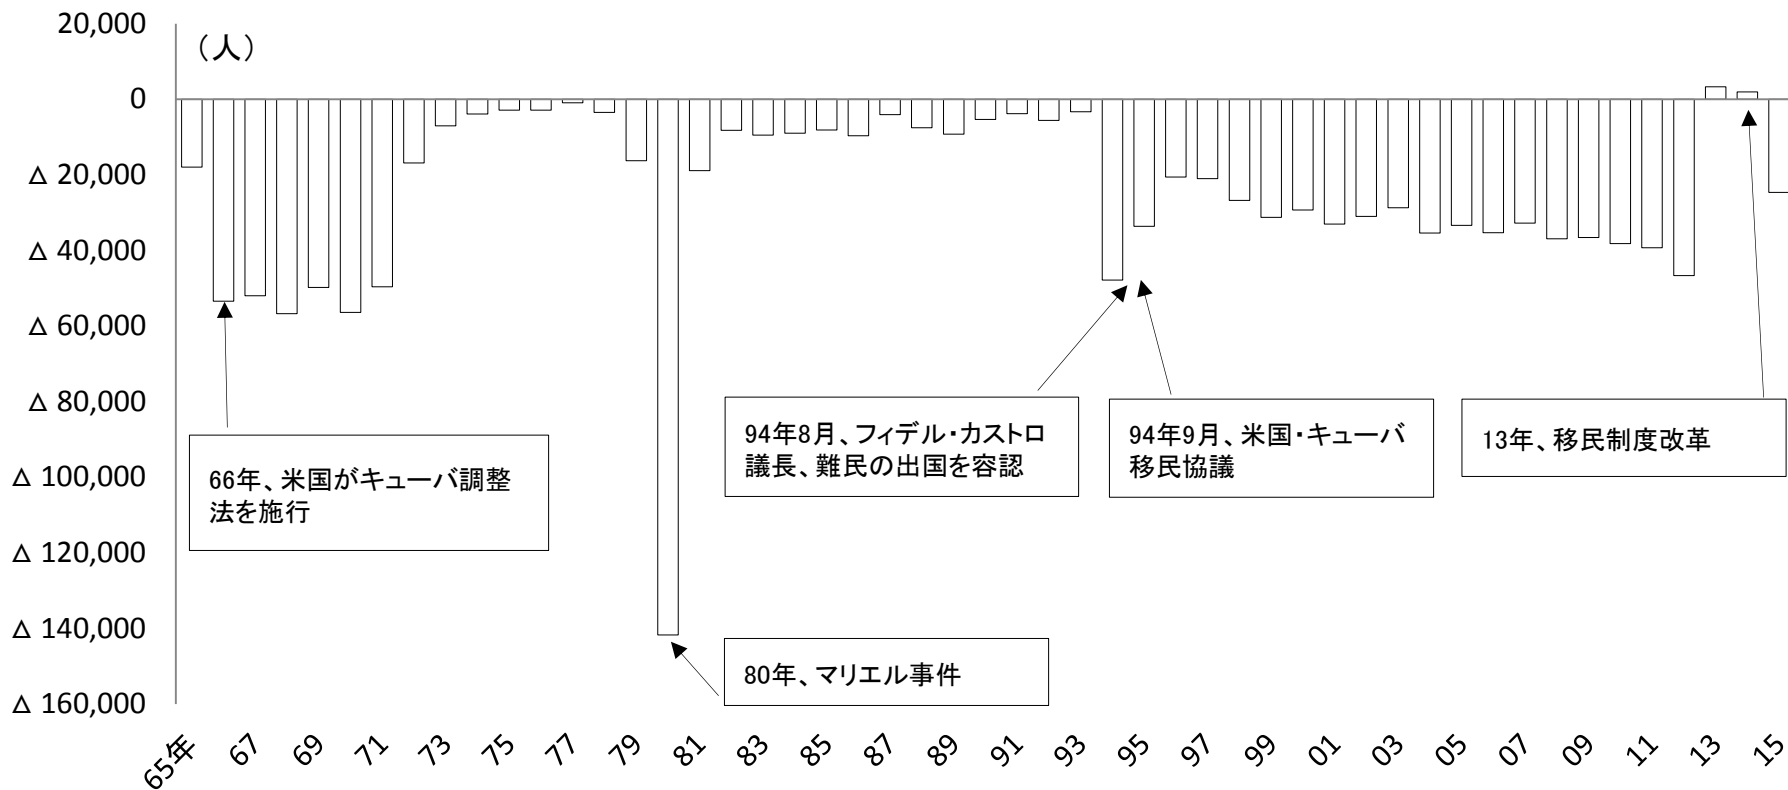 20,000
（人）
0
Δ 20,000
Δ 40,000
Δ 60,000
Δ 80,000
Δ 100,000
Δ 120,000
Δ 140,000
Δ 160,000
66年、米国がキューバ調整
法を施行
94年8月、フィデル・カストロ
議長、難民の出国を容認
94年9月、米国・キューバ
移民協議
13年、移民制度改革
80年、マリエル事件
65年 67 69 71 73 75 77 79 81 83 85 87 89 91 93 95 97 99 01 03 05 07 09 11 13 15